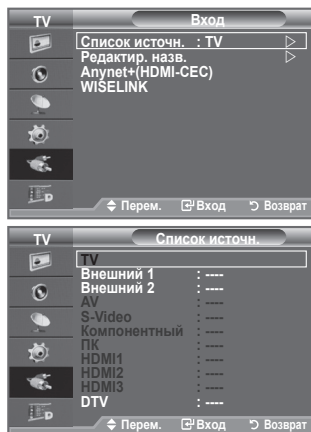 TV Вход
Список источн. : TV
Редактир. назв.
Anynet+(HDMI-CEC)
WISELINK
Перем. Вход Возврат
TV Список источн.
TV
Внешний 1 : ----
Внешний 2 : ----
AV : ----
S-Video : ----
Компонентный : ----
ПК : ----
HDMI1 : ----
HDMI2 : ----
HDMI3 : ----
DTV : ----
Перем. Вход Возврат